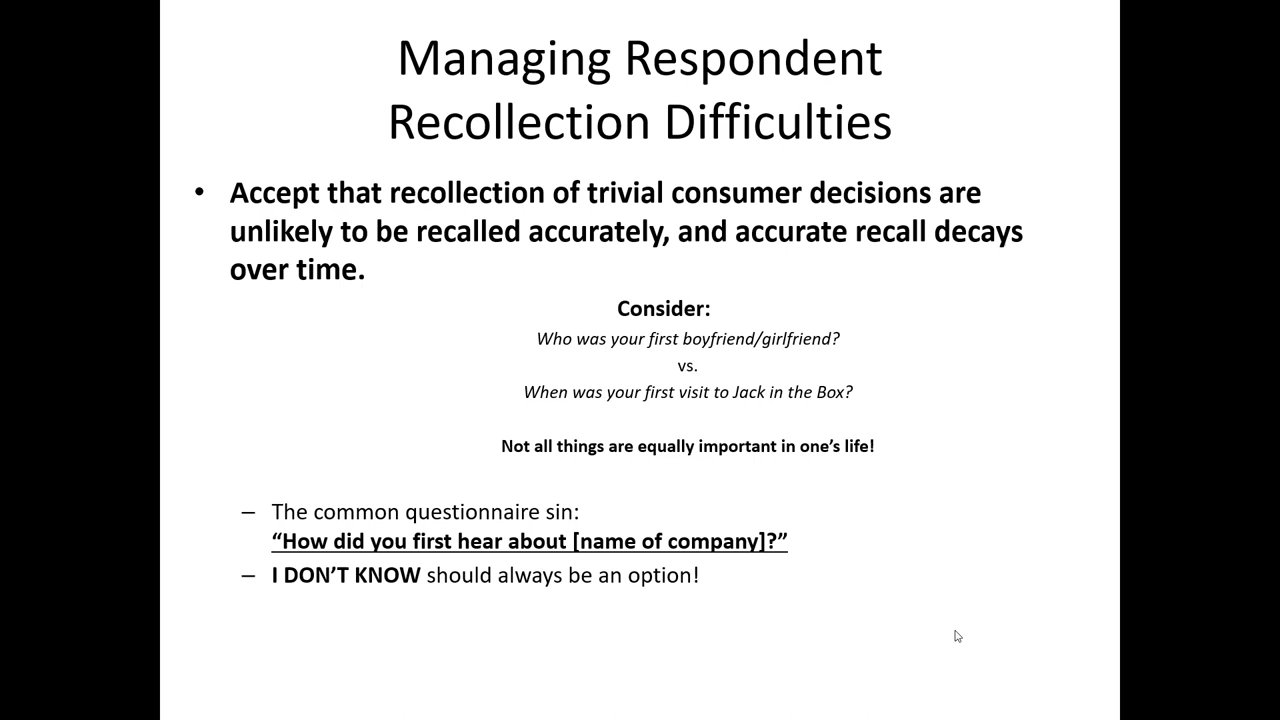 Managing Respondent
Recollection Difficulties
• Accept that recollection of trivial consumer decisions are
unlikely to be recalled accurately, and accurate recall decays
over time.
Consider:
Who was your first boyfriend/girlfriend?
vs.
When was your first visit to Jack in the Box?
Not all things are equally important in one’s life!
– The common questionnaire sin:
“How did you first hear about [name of company]?”
– I DON’T KNOW should always be an option!